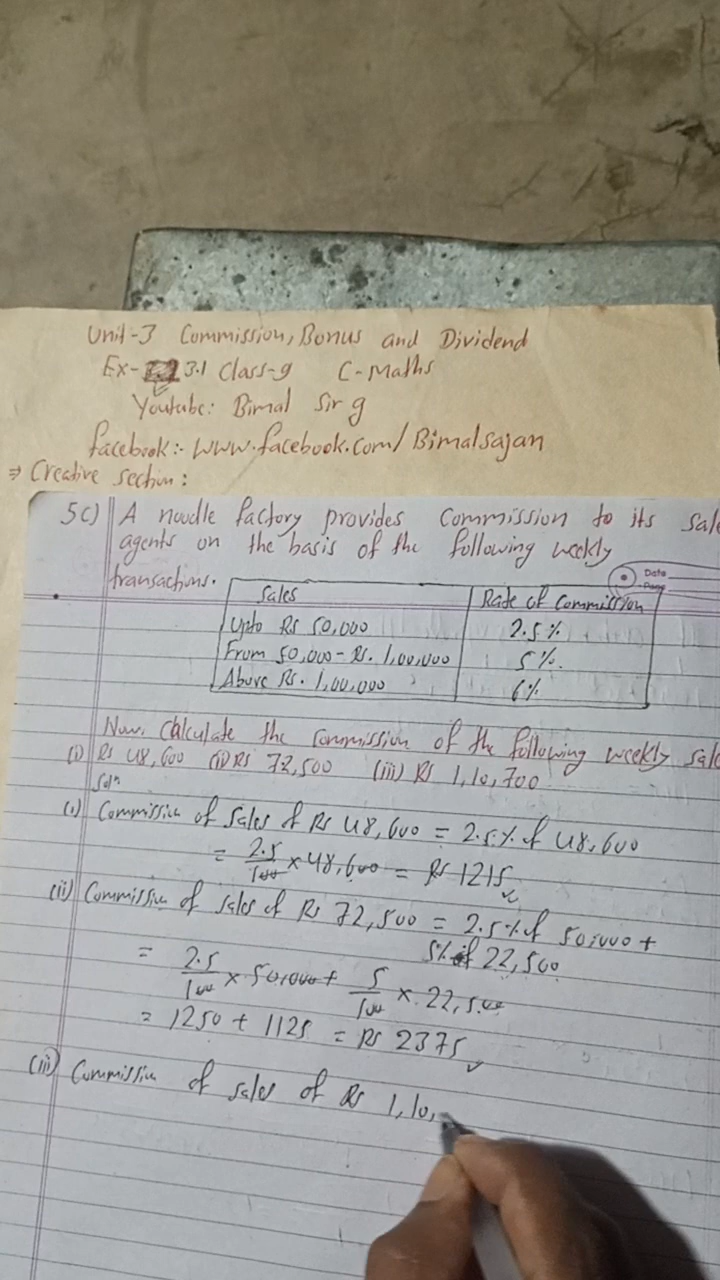 Unit-3 Commission, Bonus and Dividend
Ex- 3.1 Class-9 C-Maths
Youtube: Bimal Sir g
facebook:- www.facebook.com/Bimalsajan
⇒ Creative section:
5c) A noodle factory provides commission to its sale
agents on the basis of the following weekly
transactions.
Date
Page
Sales Rate of Commission
Upto Rs 50,000 2.5%
From 50,000 - Rs. 1,00,000 5%.
Above Rs. 1,00,000 6%
Now, Calculate the commission of the following weekly sale
(i) Rs 48,600 (ii) Rs 72,500 (iii) Rs 1,10,700
Solⁿ
(i) Commission of sales of Rs 48,600 = 2.5% of 48,600
= 2.5/100 × 48,600 = Rs 1215
(ii) Commission of sales of Rs 72,500 = 2.5% of 50,000 +
5% of 22,500
= 2.5/100 × 50,000 + 5/100 × 22,500
= 1250 + 1125 = Rs 2375
(iii) Commission of sales of Rs 1,10,